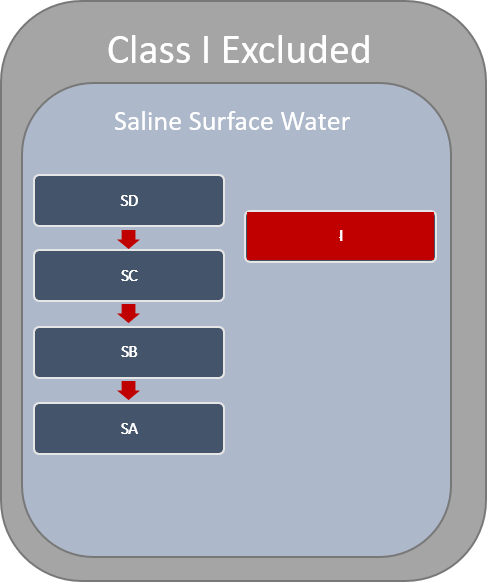 Class I Excluded
Saline Surface Water
SD
I
SC
SB
SA